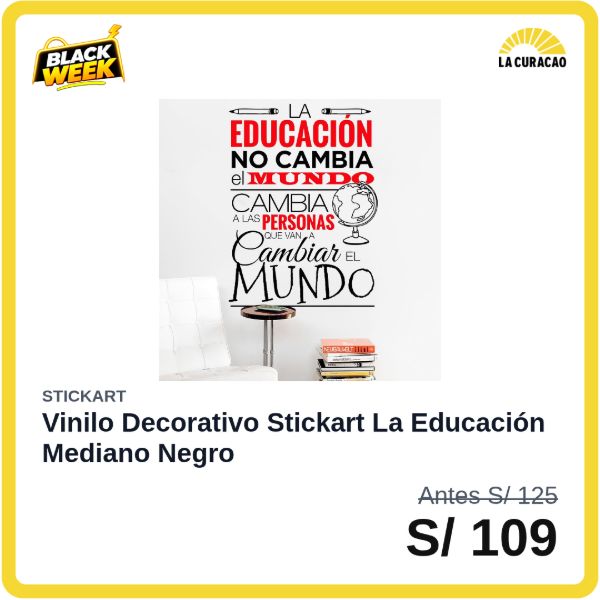 BLACK
WEEK
LA CURACAO
LA
EDUCACIÓN
NO CAMBIA
el MUNDO
CAMBIA
A LAS PERSONAS
QUE VAN A
Cambiar EL
MUNDO
STICKART
Vinilo Decorativo Stickart La Educación
Mediano Negro
Antes S/ 125
S/ 109